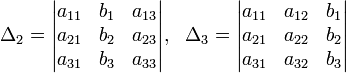 Δ₂ = |a₁₁ b₁ a₁₃; a₂₁ b₂ a₂₃; a₃₁ b₃ a₃₃|, Δ₃ = |a₁₁ a₁₂ b₁; a₂₁ a₂₂ b₂; a₃₁ a₃₂ b₃|